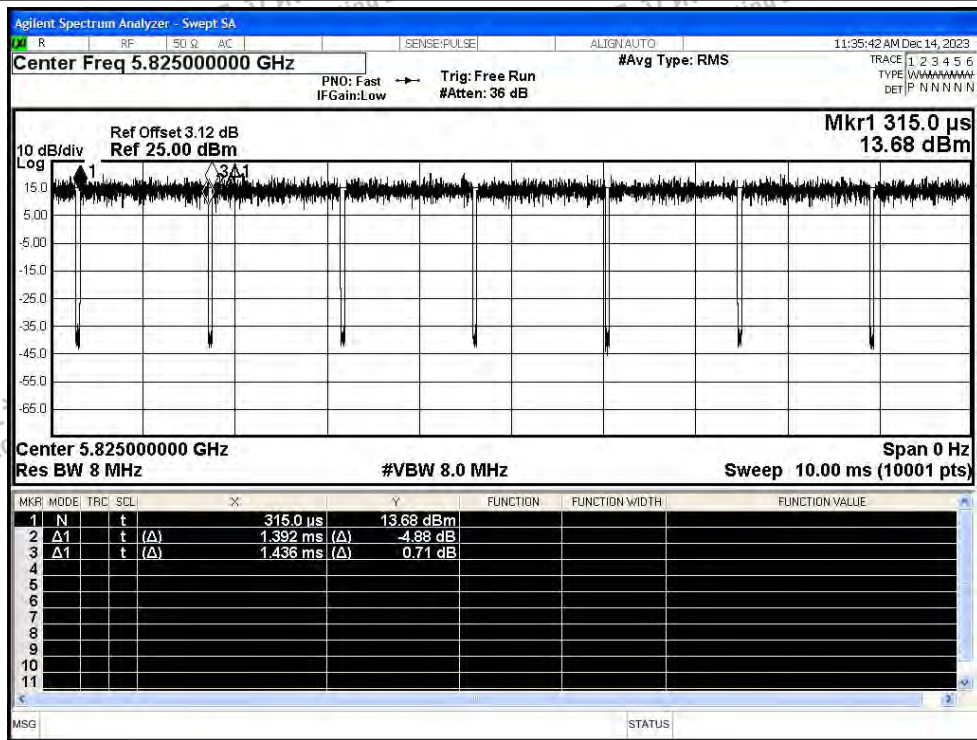 Agilent Spectrum Analyzer - Swept SA
R RF 50 Ω AC SENSE:PULSE ALIGN AUTO 11:35:42 AM Dec 14, 2023
Center Freq 5.825000000 GHz #Avg Type: RMS TRACE 1 2 3 4 5 6
PNO: Fast Trig: Free Run TYPE WWWWWW
IFGain:Low #Atten: 36 dB DET P N N N N N
Mkr1 315.0 µs
Ref Offset 3.12 dB
10 dB/div Ref 25.00 dBm 13.68 dBm
Log
1 3Δ1
15.0
5.00
-5.00
-15.0
-25.0
-35.0
-45.0
-55.0
-65.0
Center 5.825000000 GHz Span 0 Hz
Res BW 8 MHz #VBW 8.0 MHz Sweep 10.00 ms (10001 pts)
MKR MODE TRC SCL X Y FUNCTION FUNCTION WIDTH FUNCTION VALUE
1 N t 315.0 µs 13.68 dBm
2 Δ1 t (Δ) 1.392 ms (Δ) -4.88 dB
3 Δ1 t (Δ) 1.436 ms (Δ) 0.71 dB
4
5
6
7
8
9
10
11
MSG STATUS